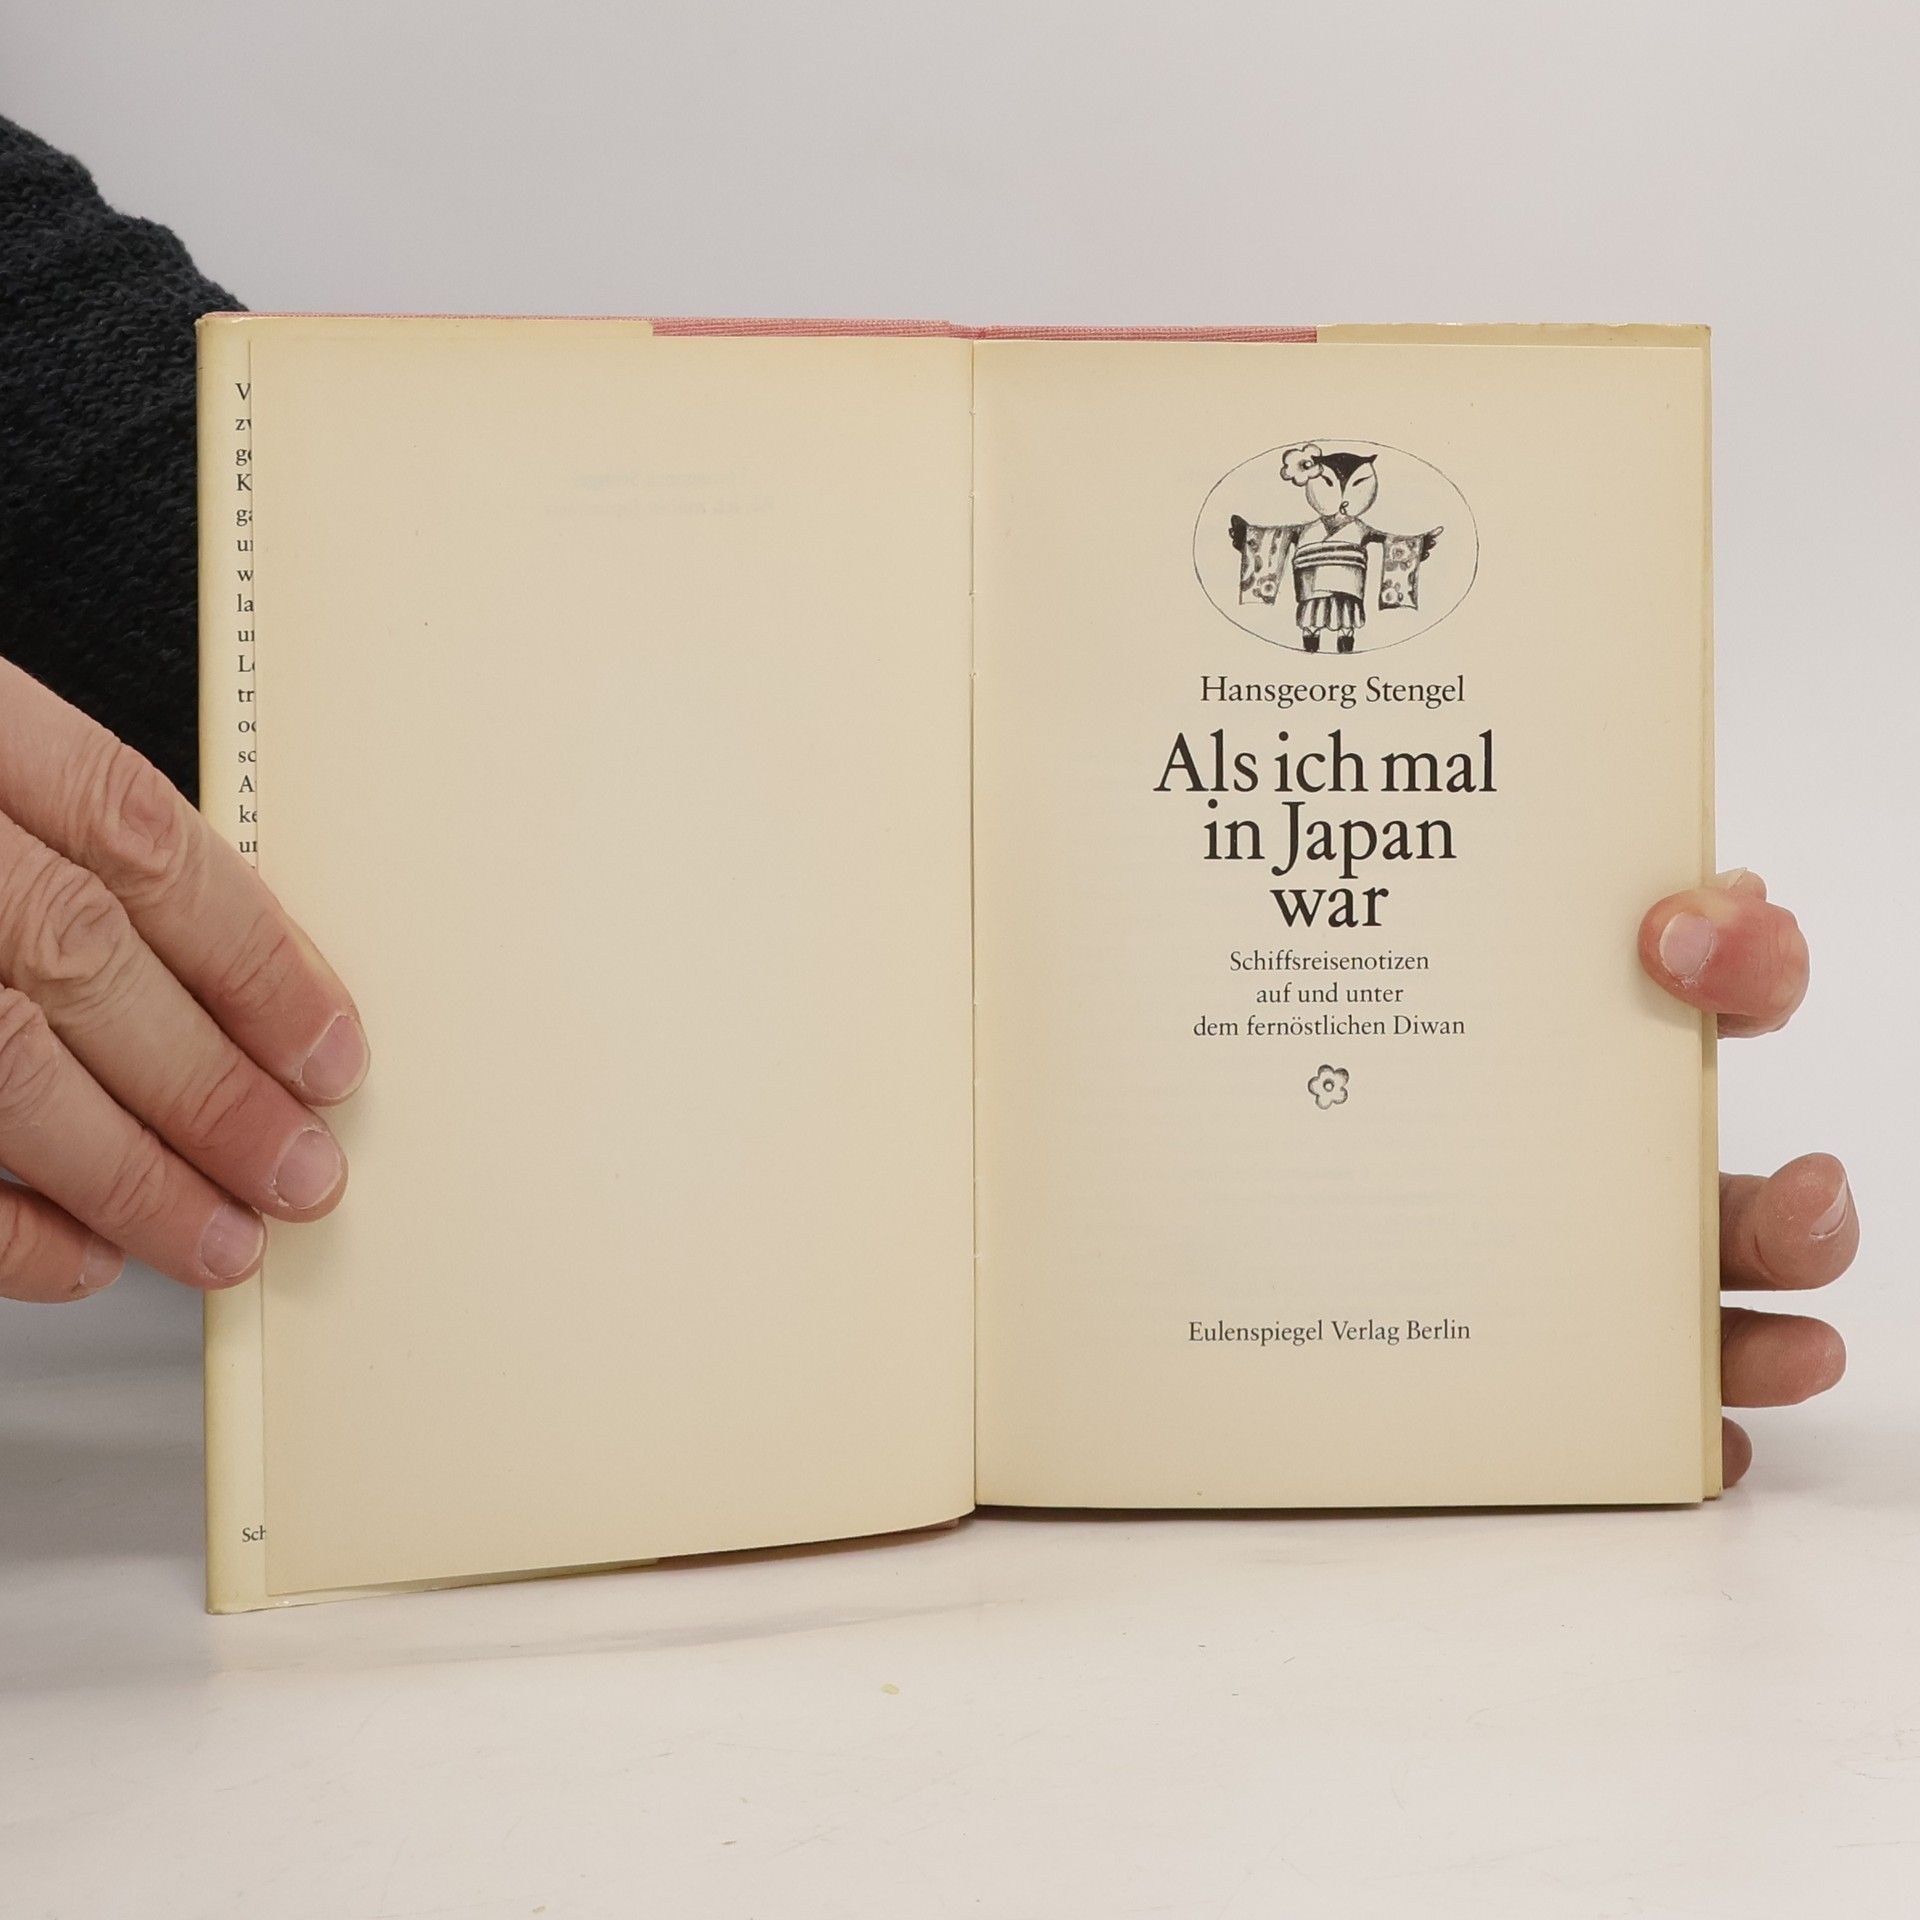 Hansgeorg Stengel
Als ich mal
in Japan
war
Schiffsreisenotizen
auf und unter
dem fernöstlichen Diwan
Eulenspiegel Verlag Berlin